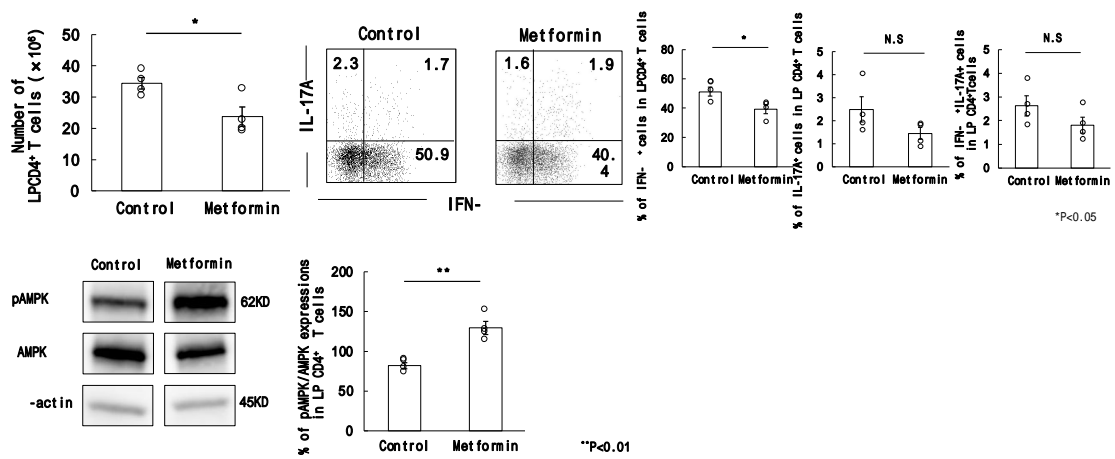 Number of
LPCD4⁺ T cells (×10⁶)
50
40
30
20
10
0
*
Control
Metformin
Control
Metformin
IL-17A
2.3
1.7
50.9
1.6
1.9
40.
4
IFN-
% of IFN- ⁺ cells in LPCD4⁺ T cells
80
60
40
20
0
*
Control
Metformin
% of IL-17A⁺ cells in LP CD4⁺ T cells
5
4
3
2
1
0
N.S
Control
Metformin
% of IFN- ⁺IL-17A+ cells
in LP CD4⁺Tcells
5
4
3
2
1
0
N.S
Control
Metformin
*P<0.05
Control
Metformin
pAMPK
62KD
AMPK
-actin
45KD
% of pAMPK/AMPK expressions
in LP CD4⁺ T cells
200
150
100
50
0
**
Control
Metformin
**P<0.01